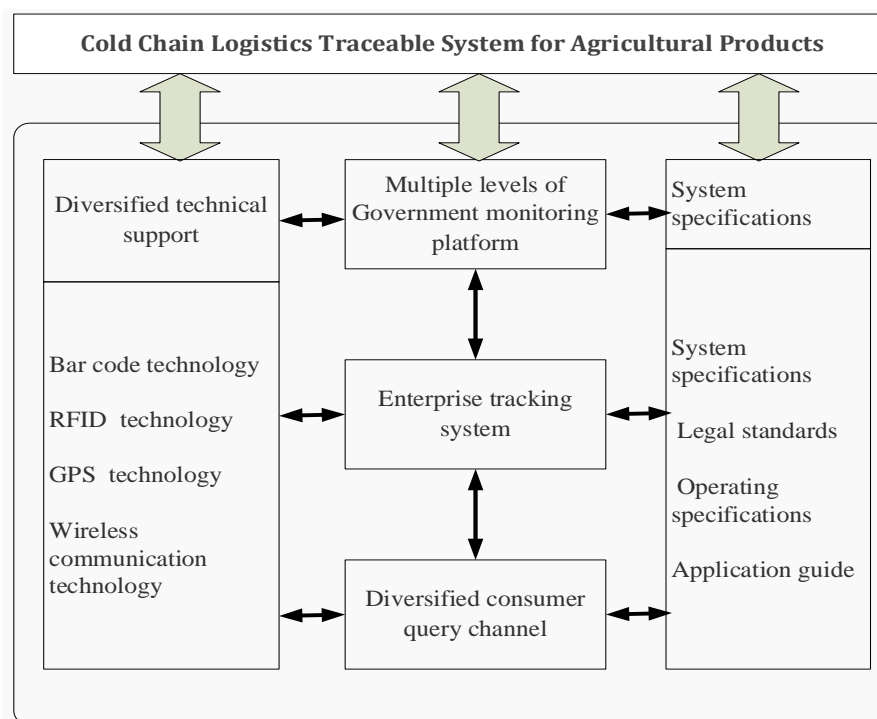 Cold Chain Logistics Traceable System for Agricultural Products
Diversified technical
support
Multiple levels of
Government monitoring
platform
System
specifications
Bar code technology
RFID technology
GPS technology
Wireless
communication
technology
Enterprise tracking
system
Diversified consumer
query channel
System
specifications
Legal standards
Operating
specifications
Application guide